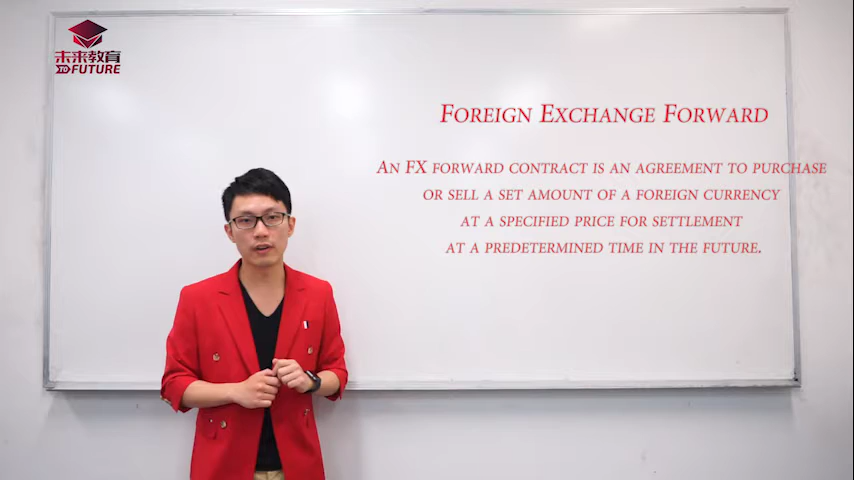 未来教育
TO FUTURE
FOREIGN EXCHANGE FORWARD
AN FX FORWARD CONTRACT IS AN AGREEMENT TO PURCHASE
OR SELL A SET AMOUNT OF A FOREIGN CURRENCY
AT A SPECIFIED PRICE FOR SETTLEMENT
AT A PREDETERMINED TIME IN THE FUTURE.